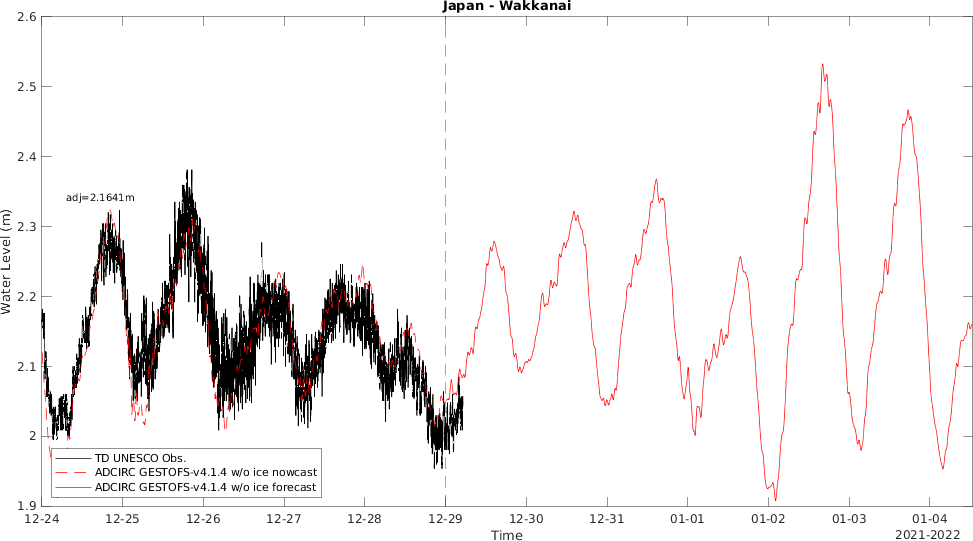 Japan - Wakkanai
2.6
2.5
2.4
2.3
2.2
2.1
2
1.9
Water Level (m)
adj=2.1641m
TD UNESCO Obs.
ADCIRC GESTOFS-v4.1.4 w/o ice nowcast
ADCIRC GESTOFS-v4.1.4 w/o ice forecast
12-24 12-25 12-26 12-27 12-28 12-29 12-30 12-31 01-01 01-02 01-03 01-04
Time
2021-2022